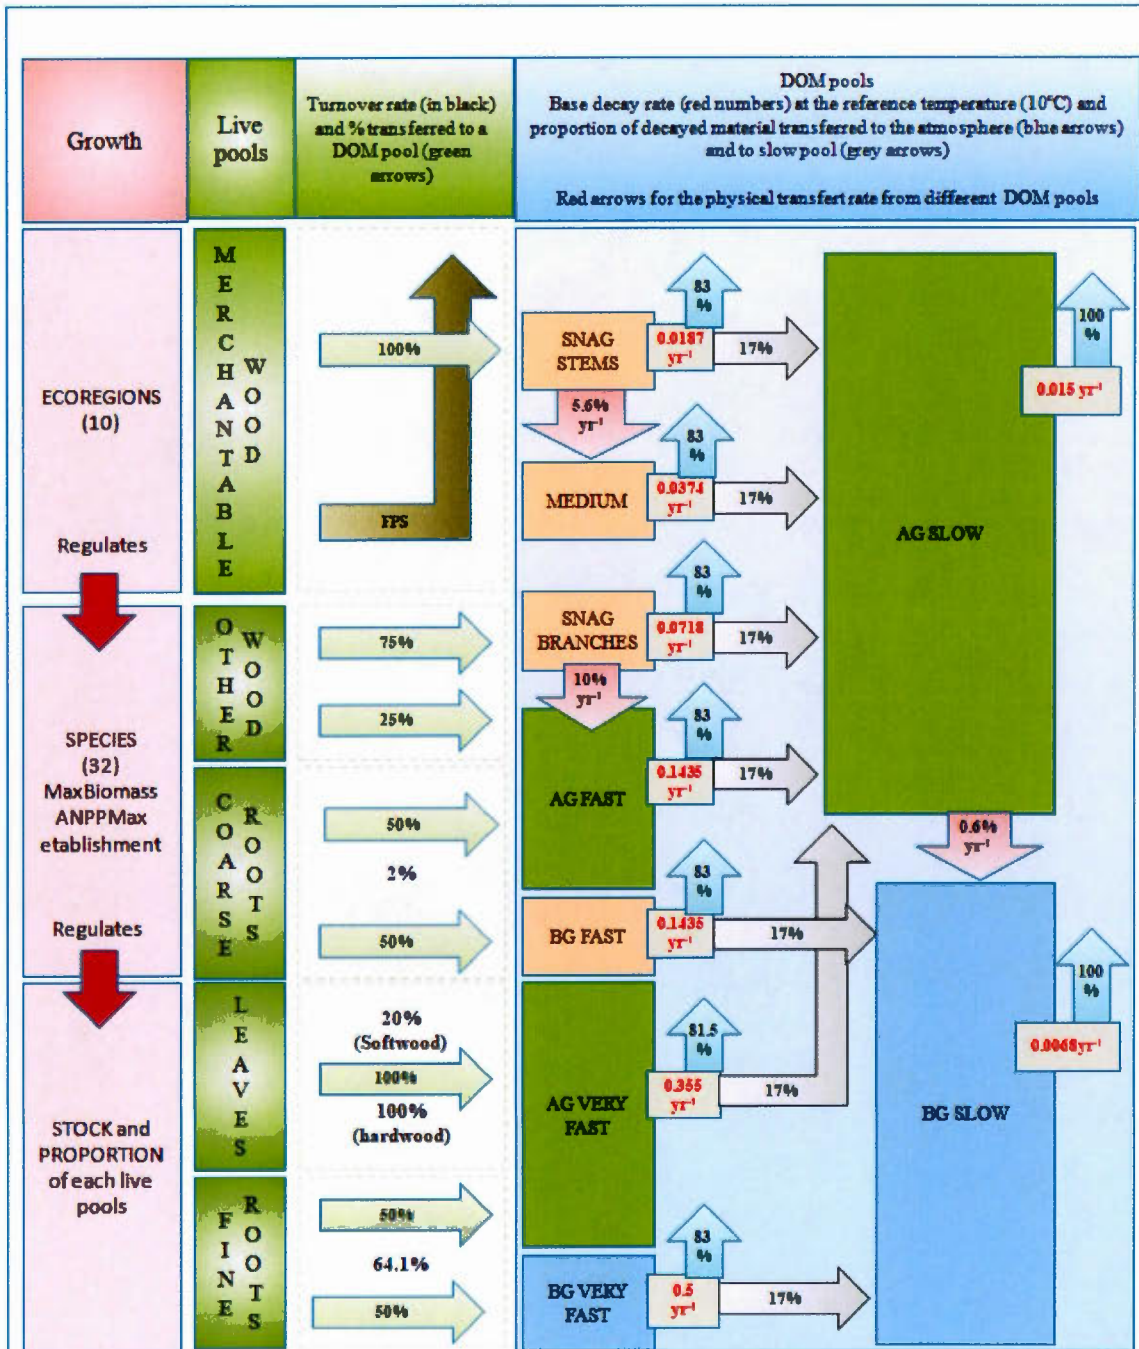 Growth
Live
pools
Turnover rate (in black)
and % transferred to a
DOM pool (green
arrows)
DOM pools
Base decay rate (red numbers) at the reference temperature (10°C) and
proportion of decayed material transferred to the atmosphere (blue arrows)
and to slow pool (grey arrows)
Red arrows for the physical transfert rate from different DOM pools
ECOREGIONS
(10)
Regulates
SPECIES
(32)
MaxBiomass
ANPPMax
etablishment
Regulates
STOCK and
PROPORTION
of each live
pools
MERCHANTABLE
WOOD
OTHER
WOOD
COARSE
ROOTS
LEAVES
FINE
ROOTS
100%
FPS
75%
25%
50%
2%
50%
20%
(Softwood)
100%
100%
(hardwood)
50%
64.1%
50%
SNAG
STEMS
0.0187
yr⁻¹
83
%
17%
5.6%
yr⁻¹
MEDIUM
0.0374
yr⁻¹
83
%
17%
SNAG
BRANCHES
0.0718
yr⁻¹
83
%
17%
10%
yr⁻¹
AG FAST
0.1435
yr⁻¹
83
%
17%
BG FAST
0.1435
yr⁻¹
83
%
17%
AG VERY
FAST
0.355
yr⁻¹
81.5
%
17%
BG VERY
FAST
0.5
yr⁻¹
83
%
17%
AG SLOW
100
%
0.015 yr⁻¹
0.6%
yr⁻¹
BG SLOW
100
%
0.0068yr⁻¹